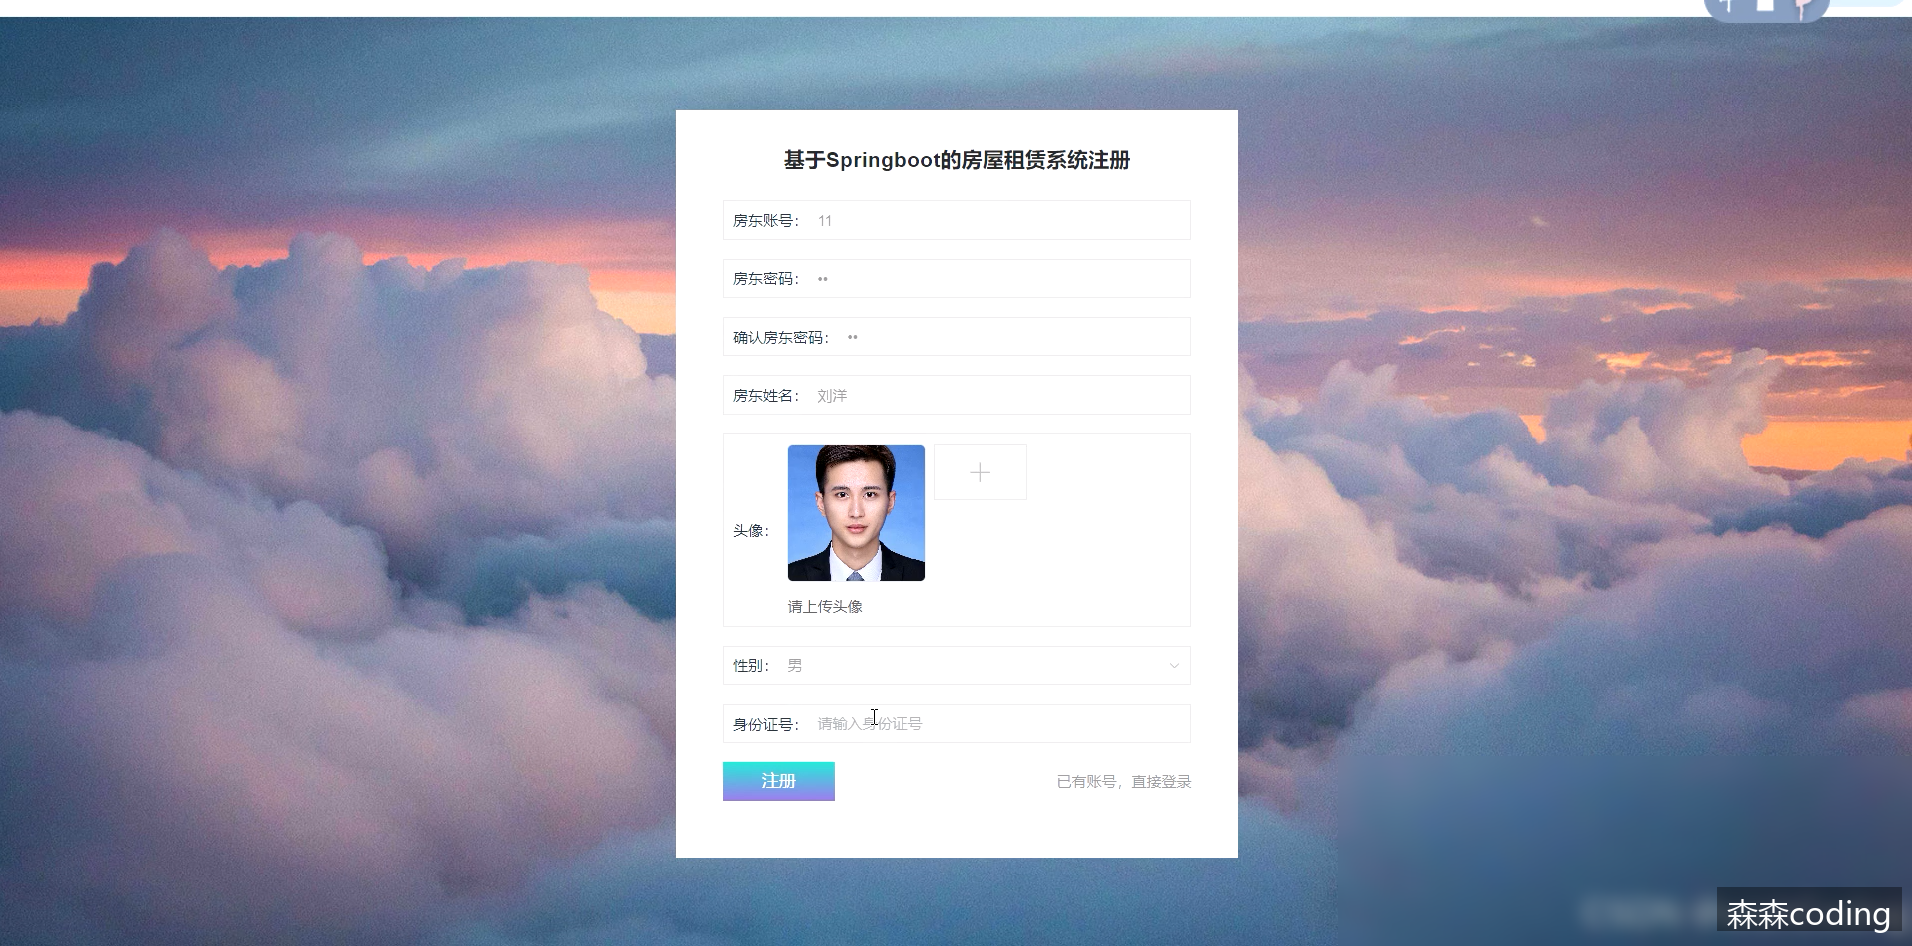 基于Springboot的房屋租赁系统注册
房东账号： 11
房东密码： ••
确认房东密码： ••
房东姓名： 刘洋
头像：
请上传头像
性别： 男
身份证号： 请输入身份证号
注册 已有账号，直接登录
森森coding